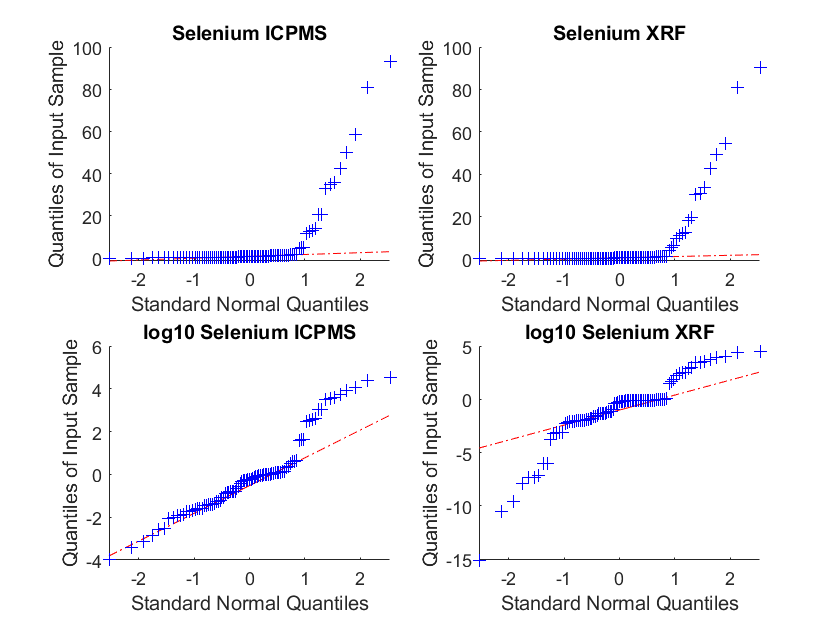 Selenium ICPMS
Quantiles of Input Sample
100
80
60
40
20
0
-2 -1 0 1 2
Standard Normal Quantiles
Selenium XRF
Quantiles of Input Sample
100
80
60
40
20
0
-2 -1 0 1 2
Standard Normal Quantiles
log10 Selenium ICPMS
Quantiles of Input Sample
6
4
2
0
-2
-4
-2 -1 0 1 2
Standard Normal Quantiles
log10 Selenium XRF
Quantiles of Input Sample
5
0
-5
-10
-15
-2 -1 0 1 2
Standard Normal Quantiles